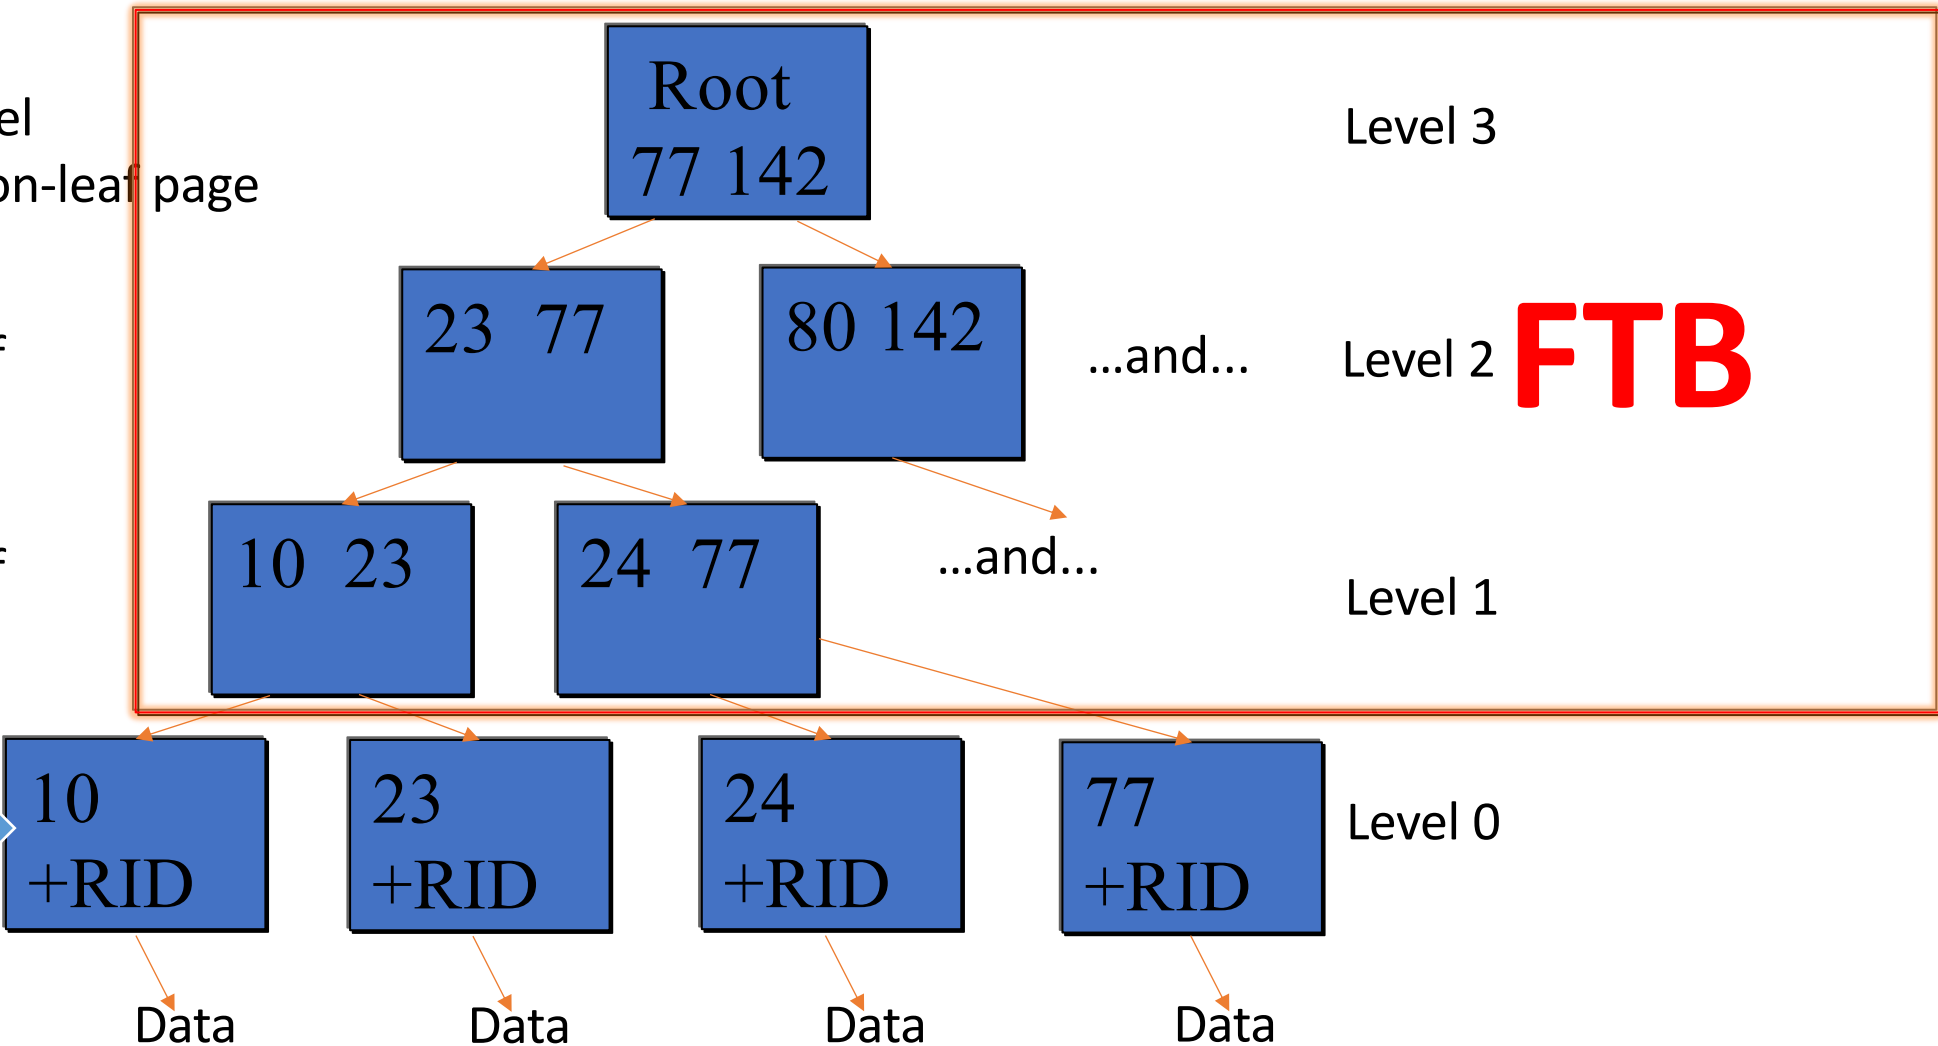 Root
77 142
Level 3
on-leaf page
23 77
80 142
...and...
Level 2
FTB
10 23
24 77
...and...
Level 1
10
+RID
23
+RID
24
+RID
77
+RID
Level 0
Data
Data
Data
Data